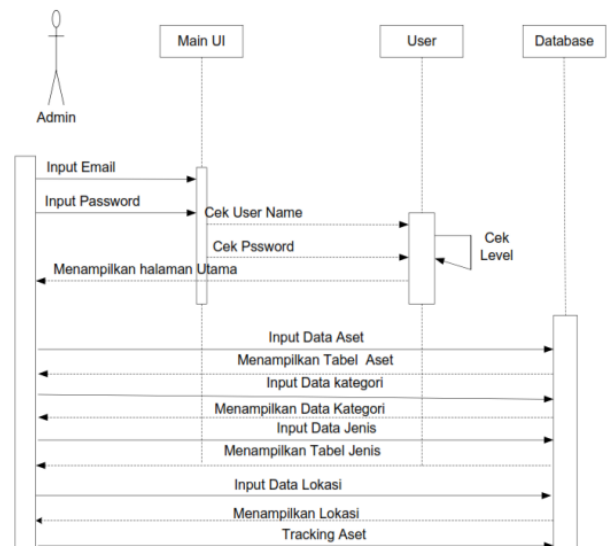 Main UI
User
Database
Admin
Input Email
Input Password
Cek User Name
Cek Pssword
Cek
Level
Menampilkan halaman Utama
Input Data Aset
Menampilkan Tabel Aset
Input Data kategori
Menampilkan Data Kategori
Input Data Jenis
Menampilkan Tabel Jenis
Input Data Lokasi
Menampilkan Lokasi
Tracking Aset